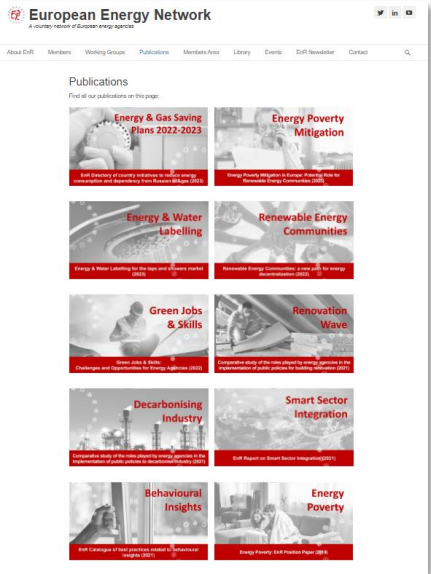 EnR
European Energy Network
A voluntary network of European energy agencies
About EnR Members Working Groups Publications Members Area Library Events EnR Newsletter Contact
Publications
Find all our publications on this page:
Energy & Gas Saving
Plans 2022-2023
EnR Directory of country initiatives to reduce energy
consumption and dependency from Russian oil/gas (2023)
Energy Poverty
Mitigation
Energy Poverty Mitigation in Europe: Potential Role for
Renewable Energy Communities (2023)
Energy & Water
Labelling
Energy & Water Labelling for the taps and showers market
(2023)
Renewable Energy
Communities
Renewable Energy Communities: a new path for energy
decentralization (2022)
Green Jobs
& Skills
Green Jobs & Skills:
Challenges and Opportunities for Energy Agencies (2022)
Renovation
Wave
Comparative study of the roles played by energy agencies in the
implementation of public policies for building renovation (2021)
Decarbonising
Industry
Comparative study of the roles played by energy agencies in the
implementation of public policies to decarbonise industry (2021)
Smart Sector
Integration
EnR Report on Smart Sector Integration (2021)
Behavioural
Insights
EnR Catalogue of best practices related to behavioural
insights (2021)
Energy
Poverty
Energy Poverty: EnR Position Paper (2019)